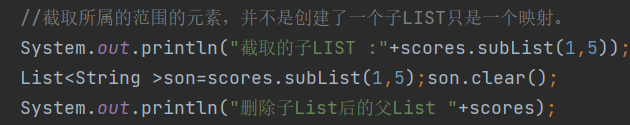 //截取所属的范围的元素，并不是创建了一个子LIST只是一个映射。
System.out.println("截取的子LIST :"+scores.subList(1,5));
List<String >son=scores.subList(1,5);son.clear();
System.out.println("删除子List后的父List "+scores);